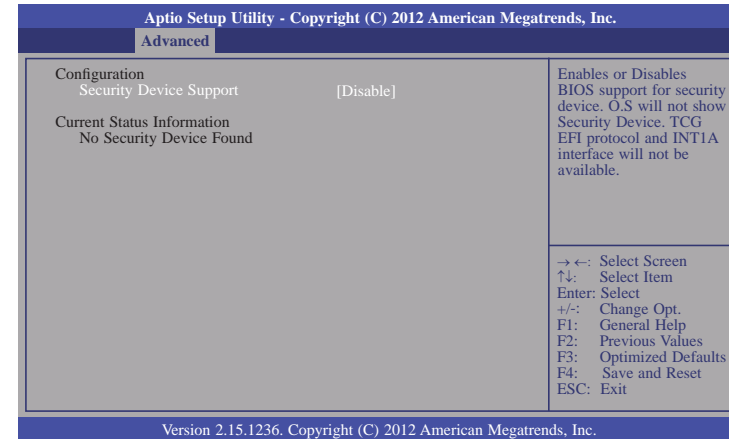 Aptio Setup Utility - Copyright (C) 2012 American Megatrends, Inc.
Advanced
Configuration
Security Device Support [Disable]
Current Status Information
No Security Device Found
Enables or Disables
BIOS support for security
device. O.S will not show
Security Device. TCG
EFI protocol and INT1A
interface will not be
available.
→ ←: Select Screen
↑↓: Select Item
Enter: Select
+/-: Change Opt.
F1: General Help
F2: Previous Values
F3: Optimized Defaults
F4: Save and Reset
ESC: Exit
Version 2.15.1236. Copyright (C) 2012 American Megatrends, Inc.